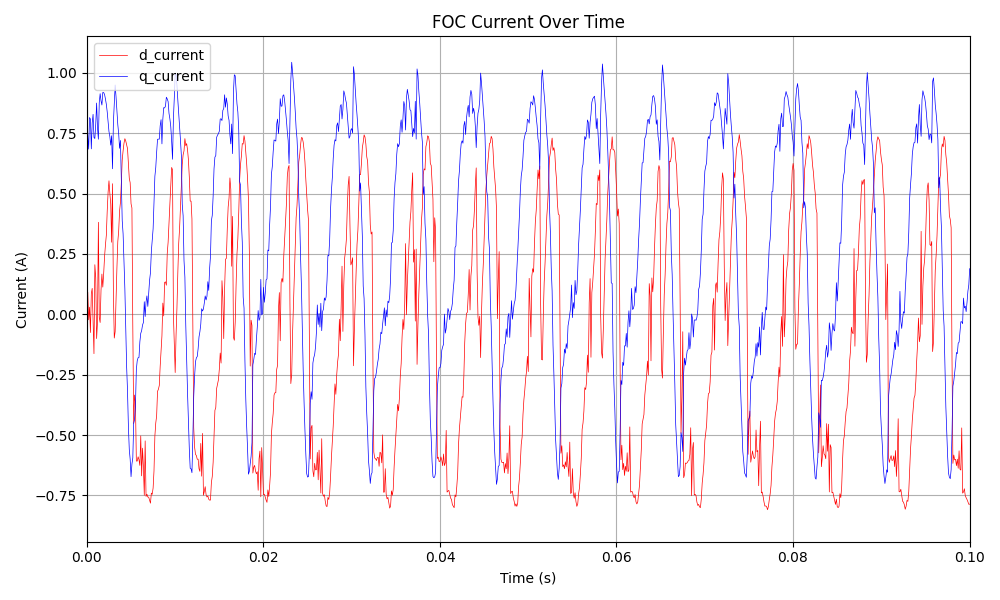 FOC Current Over Time
d_current
q_current
1.00
0.75
0.50
0.25
0.00
−0.25
−0.50
−0.75
Current (A)
0.00 0.02 0.04 0.06 0.08 0.10
Time (s)